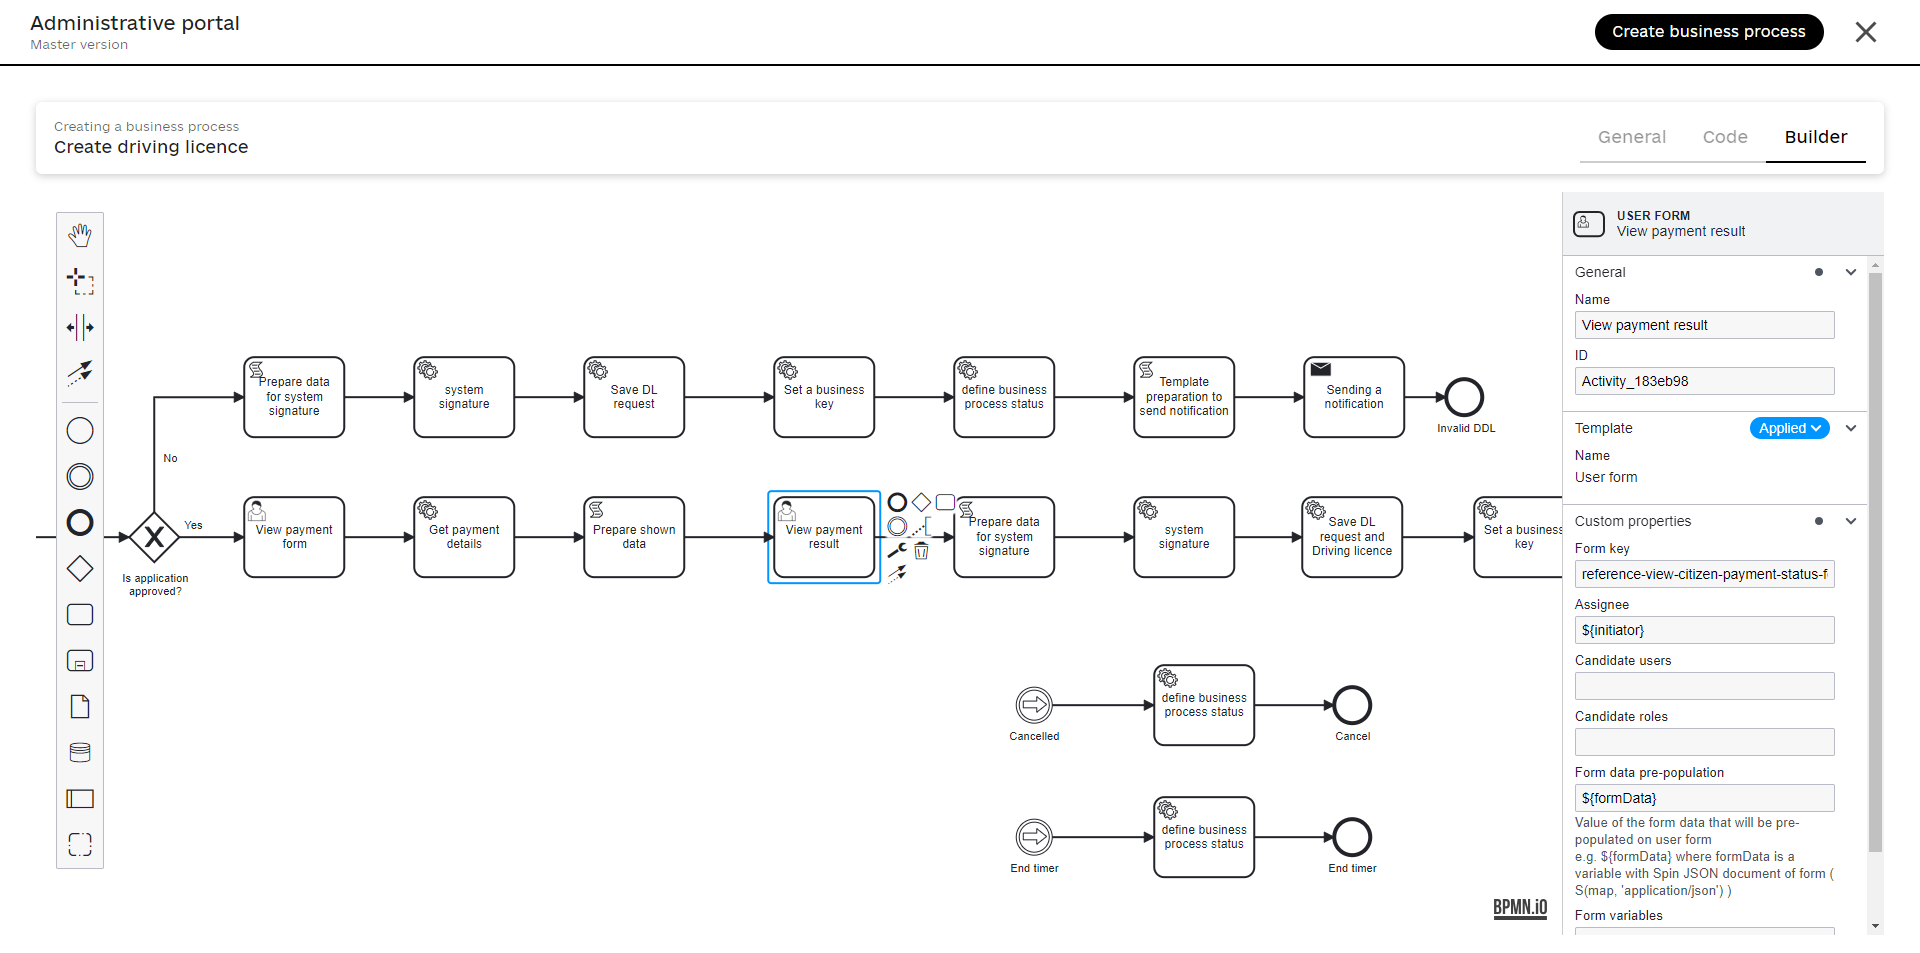 Administrative portal
Master version
Create business process
Creating a business process
Create driving licence
General
Code
Builder
Prepare data
for system
signature
system
signature
Save DL
request
Set a business
key
define business
process status
Template
preparation to
send notification
Sending a
notification
Invalid DDL
No
Yes
Is application
approved?
View payment
form
Get payment
details
Prepare shown
data
View payment
result
Prepare data
for system
signature
system
signature
Save DL
request and
Driving licence
Set a business
key
Cancelled
define business
process status
Cancel
End timer
define business
process status
End timer
BPMN.iO
USER FORM
View payment result
General
Name
View payment result
ID
Activity_183eb98
Template
Applied
Name
User form
Custom properties
Form key
reference-view-citizen-payment-status-f
Assignee
${initiator}
Candidate users
Candidate roles
Form data pre-population
${formData}
Value of the form data that will be pre-
populated on user form
e.g. ${formData} where formData is a
variable with Spin JSON document of form (
S(map, 'application/json') )
Form variables